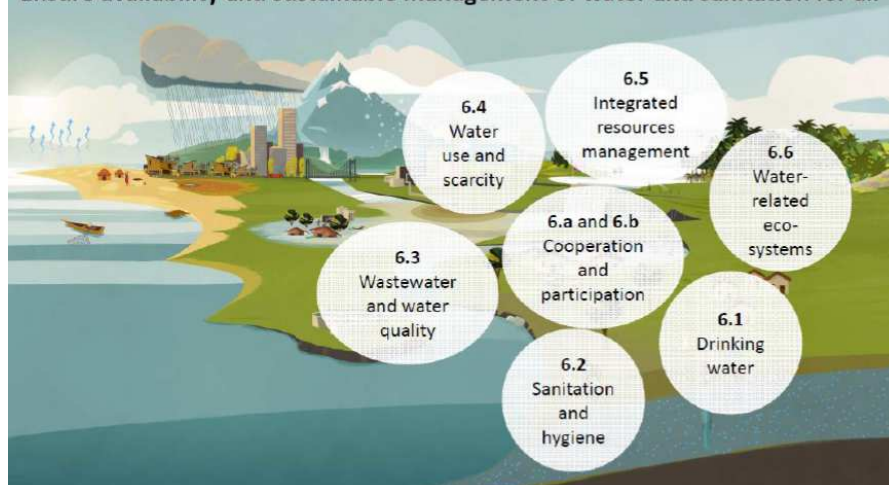 Ensure availability and sustainable management of water and sanitation for all
6.4
Water
use and
scarcity
6.5
Integrated
resources
management
6.6
Water-
related
eco-
systems
6.a and 6.b
Cooperation
and
participation
6.3
Wastewater
and water
quality
6.1
Drinking
water
6.2
Sanitation
and
hygiene